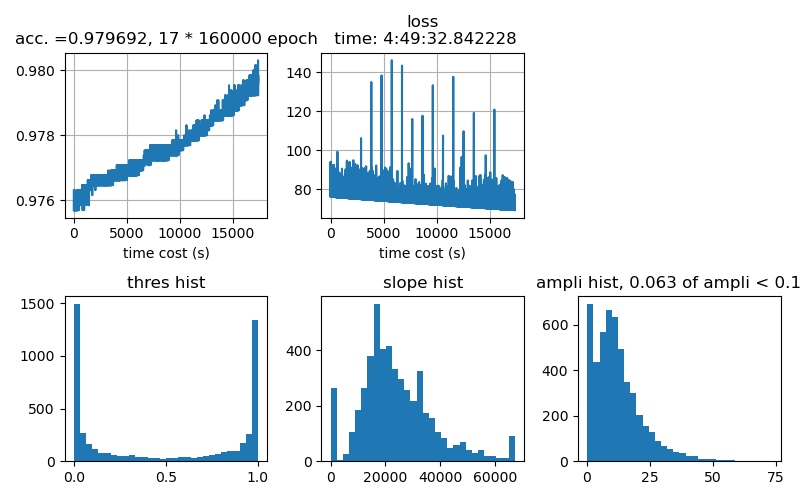 acc. =0.979692, 17 * 160000 epoch
loss
time: 4:49:32.842228
0.980
0.978
0.976
0 5000 10000 15000
time cost (s)
140
120
100
80
0 5000 10000 15000
time cost (s)
thres hist
1500
1000
500
0
0.0 0.5 1.0
slope hist
400
200
0
0 20000 40000 60000
ampli hist, 0.063 of ampli < 0.1
600
400
200
0
0 25 50 75